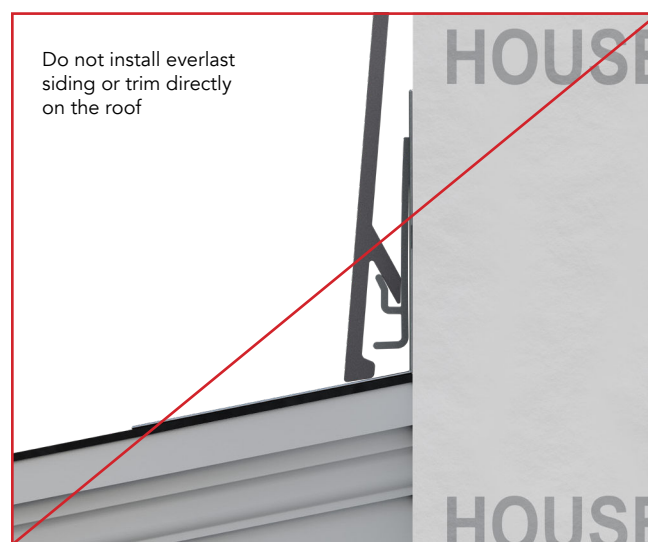 Do not install everlast
siding or trim directly
on the roof
HOUSE
HOUSE